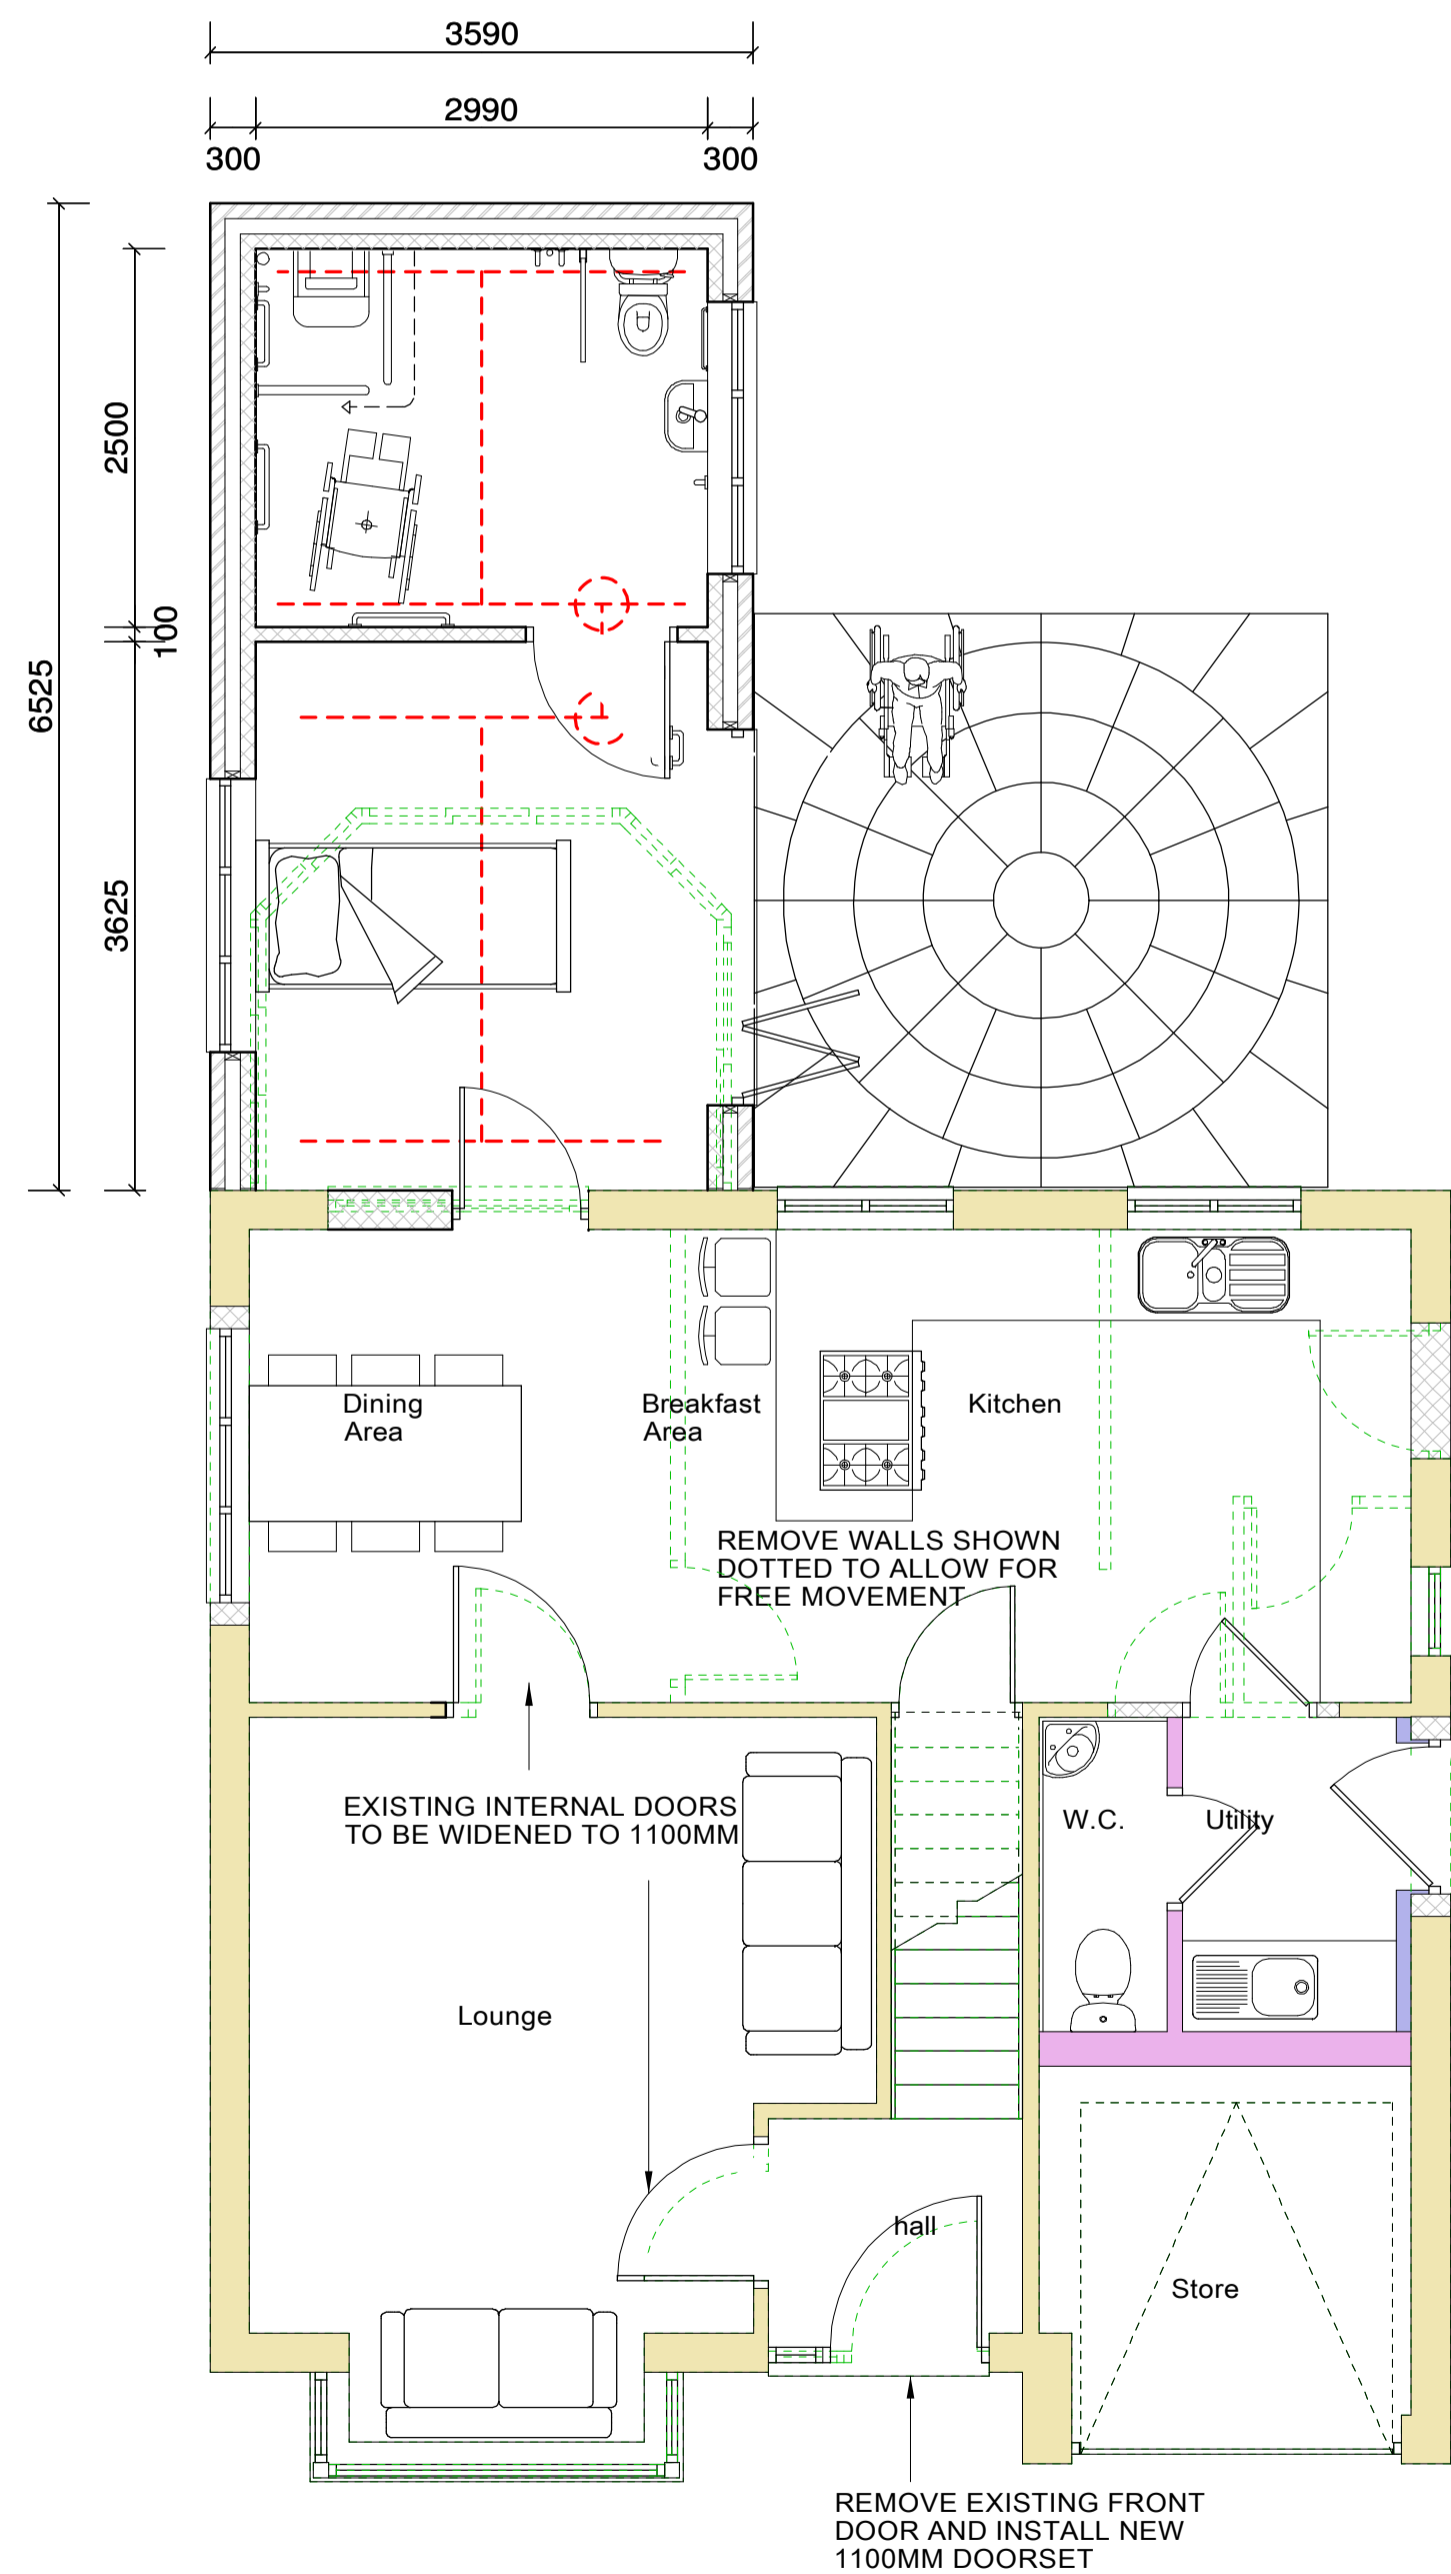 3590
2990
300
300
6525
2500
100
3625
Dining
Area
Breakfast
Area
Kitchen
REMOVE WALLS SHOWN
DOTTED TO ALLOW FOR
FREE MOVEMENT
EXISTING INTERNAL DOORS
TO BE WIDENED TO 1100MM
W.C.
Utility
Lounge
hall
Store
REMOVE EXISTING FRONT
DOOR AND INSTALL NEW
1100MM DOORSET